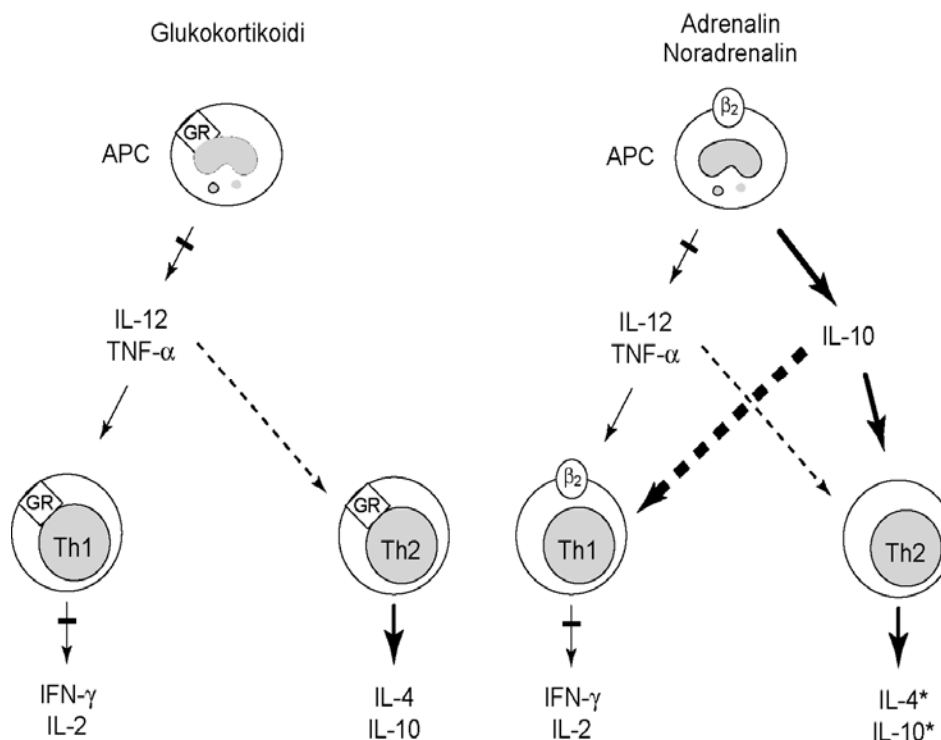 Glukokortikoidi
GR
APC
IL-12
TNF-α
GR
Th1
GR
Th2
IFN-γ
IL-2
IL-4
IL-10
Adrenalin
Noradrenalin
β2
APC
IL-12
TNF-α
IL-10
β2
Th1
Th2
IFN-γ
IL-2
IL-4*
IL-10*